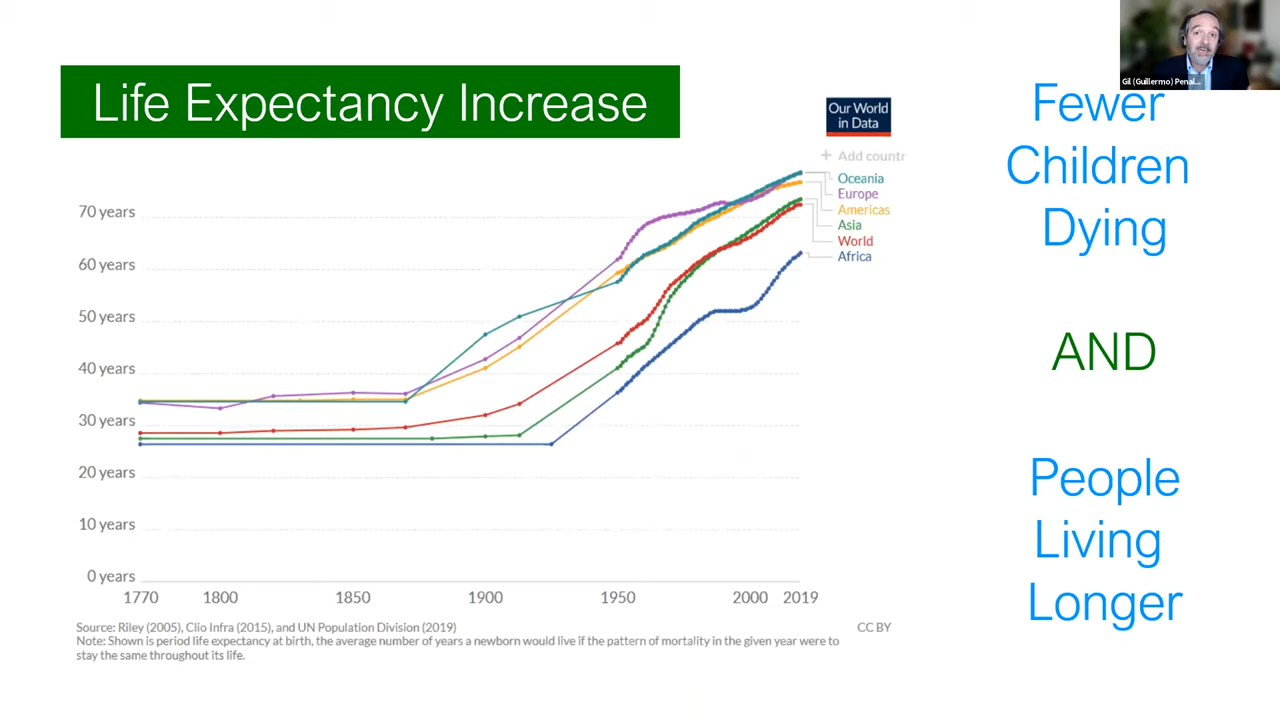 Life Expectancy Increase
Our World
in Data
+ Add countr
Oceania
Europe
Americas
Asia
World
Africa
70 years
60 years
50 years
40 years
30 years
20 years
10 years
0 years
1770 1800 1850 1900 1950 2000 2019
Source: Riley (2005), Clio Infra (2015), and UN Population Division (2019)
CC BY
Note: Shown is period life expectancy at birth, the average number of years a newborn would live if the pattern of mortality in the given year were to
stay the same throughout its life.
Gil (Guillermo) Penal...
Fewer
Children
Dying
AND
People
Living
Longer